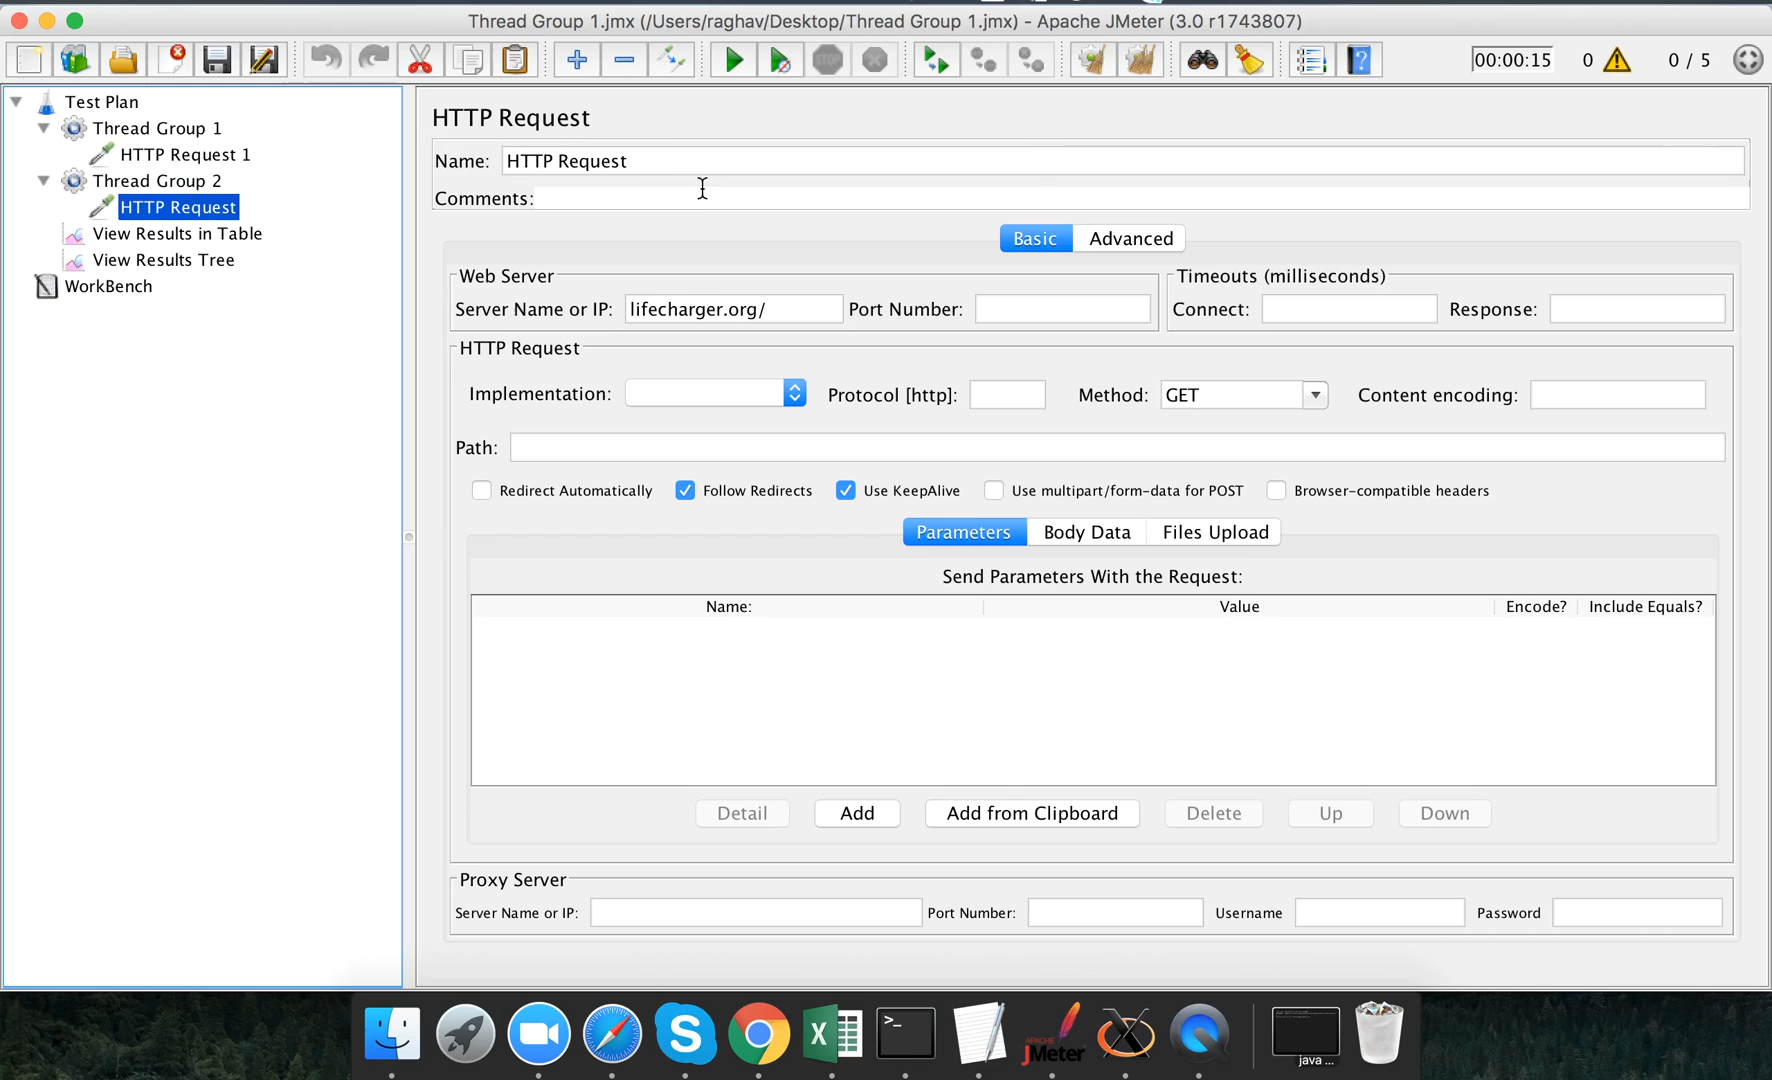 Thread Group 1.jmx (/Users/raghav/Desktop/Thread Group 1.jmx) - Apache JMeter (3.0 r1743807)
STOP
00:00:15 0 0 / 5
Test Plan
Thread Group 1
HTTP Request 1
Thread Group 2
HTTP Request
View Results in Table
View Results Tree
WorkBench
HTTP Request
Name: HTTP Request
Comments:
Basic Advanced
Web Server
Server Name or IP: lifecharger.org/ Port Number:
Timeouts (milliseconds)
Connect: Response:
HTTP Request
Implementation: Protocol [http]: Method: GET Content encoding:
Path:
Redirect Automatically Follow Redirects Use KeepAlive Use multipart/form-data for POST Browser-compatible headers
Parameters Body Data Files Upload
Send Parameters With the Request:
Name: Value Encode? Include Equals?
Detail Add Add from Clipboard Delete Up Down
Proxy Server
Server Name or IP: Port Number: Username Password
APACHE
JMeter
java ...